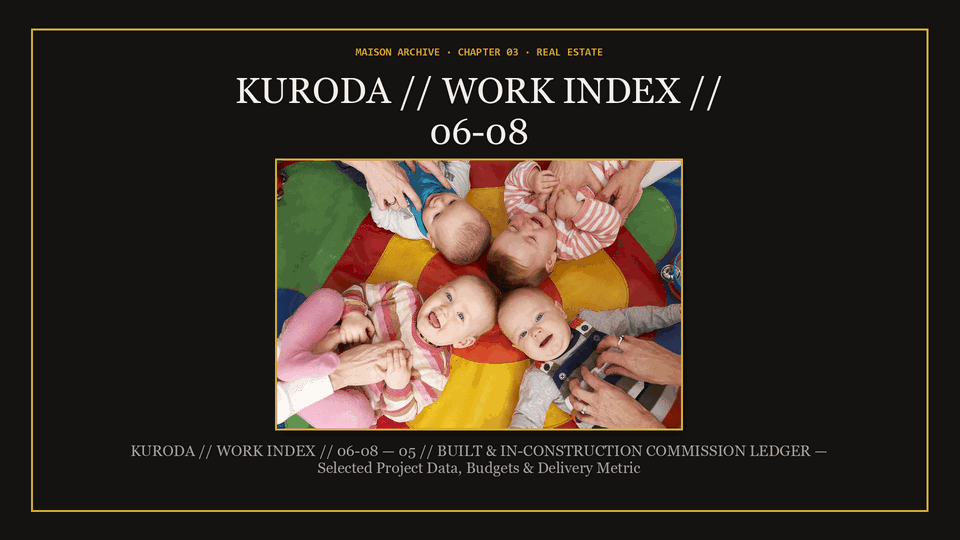 MAISON ARCHIVE · CHAPTER 03 · REAL ESTATE
KURODA // WORK INDEX //
06-08
KURODA // WORK INDEX // 06-08 — 05 // BUILT & IN-CONSTRUCTION COMMISSION LEDGER —
Selected Project Data, Budgets & Delivery Metric